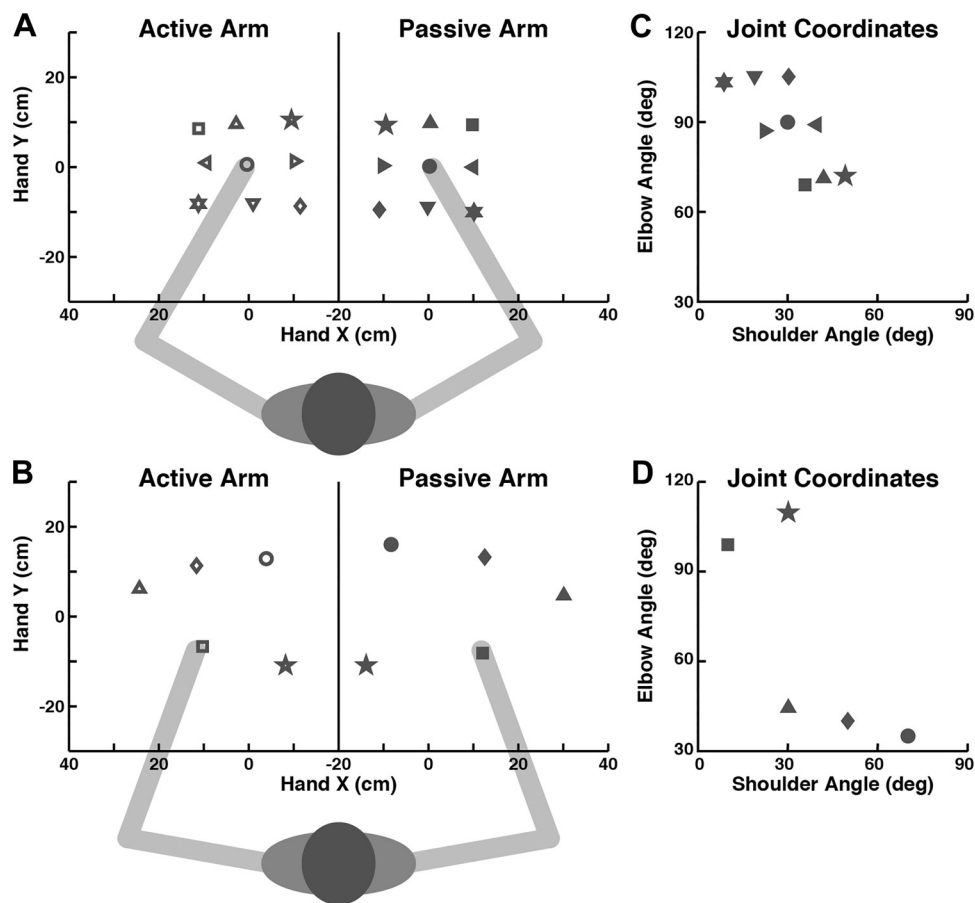 A
Active Arm
Passive Arm
Hand Y (cm)
20
0
-20
40
20
0
-20
0
20
40
Hand X (cm)
C
Joint Coordinates
Elbow Angle (deg)
120
90
60
30
0
30
60
90
Shoulder Angle (deg)
B
Active Arm
Passive Arm
Hand Y (cm)
20
0
-20
40
20
0
-20
0
20
40
Hand X (cm)
D
Joint Coordinates
Elbow Angle (deg)
120
90
60
30
0
30
60
90
Shoulder Angle (deg)